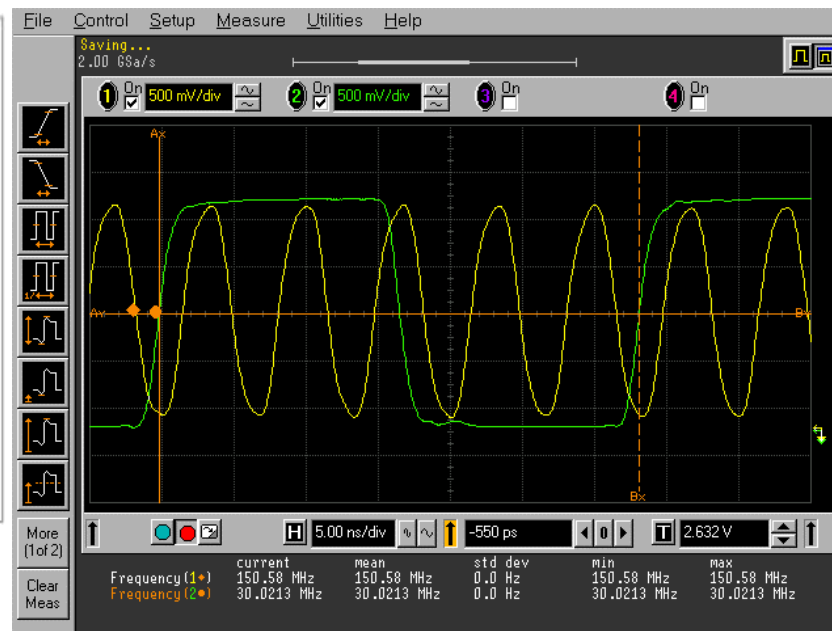 File Control Setup Measure Utilities Help
Saving...
2.00 GSa/s
1 On 500 mV/div 2 On 500 mV/div 3 On 4 On
Ax
Ay
Bx
More
(1of 2)
Clear
Meas
H 5.00 ns/div -550 ps 0 T 2.632 V
current mean std dev min max
Frequency(1) 150.58 MHz 150.58 MHz 0.0 Hz 150.58 MHz 150.58 MHz
Frequency(2) 30.0213 MHz 30.0213 MHz 0.0 Hz 30.0213 MHz 30.0213 MHz